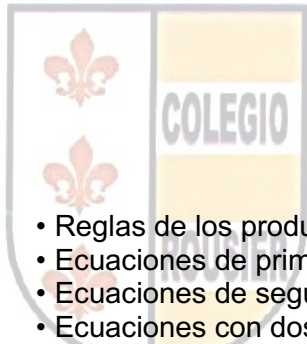 COLEGIO
• Reglas de los produ
• Ecuaciones de prim
• Ecuaciones de segu
• Ecuaciones con dos